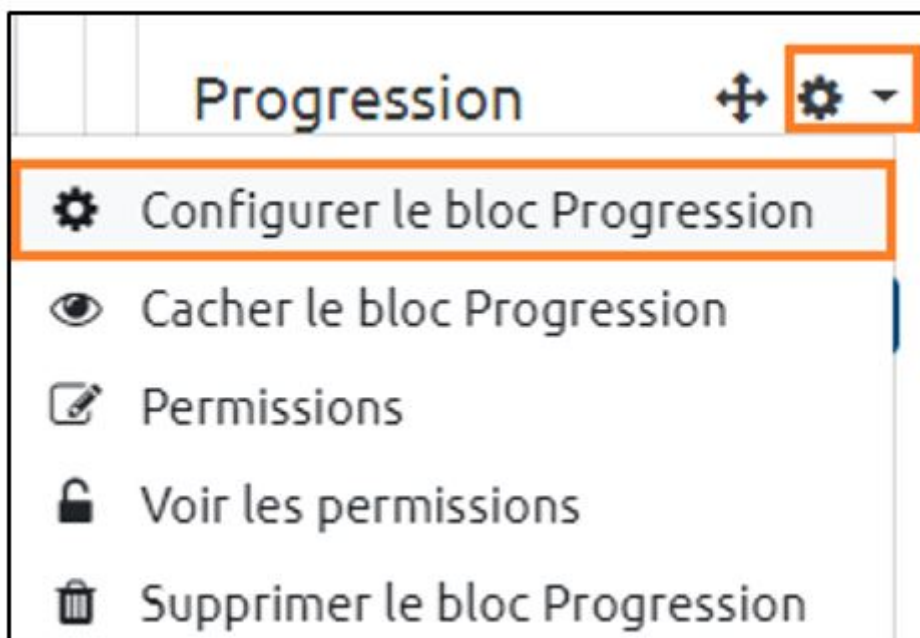 Progression
Configurer le bloc Progression
Cacher le bloc Progression
Permissions
Voir les permissions
Supprimer le bloc Progression